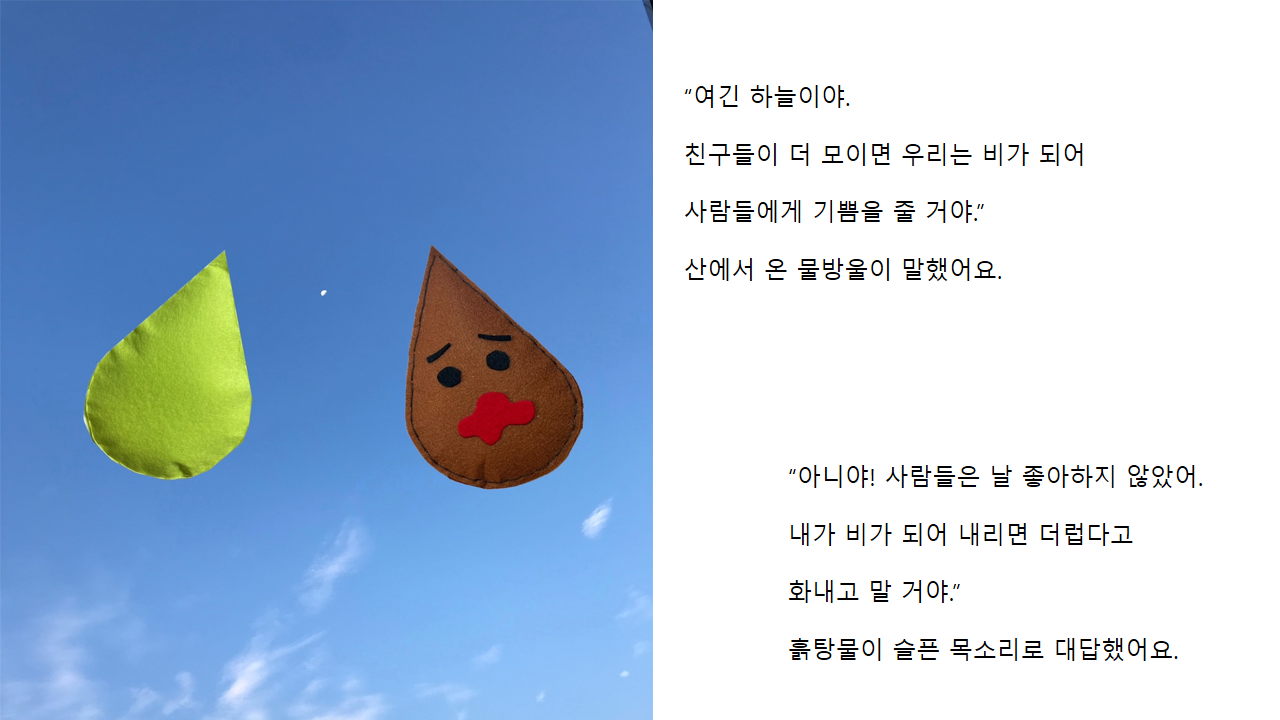 “여긴 하늘이야.
친구들이 더 모이면 우리는 비가 되어
사람들에게 기쁨을 줄 거야.”
산에서 온 물방울이 말했어요.
“아니야! 사람들은 날 좋아하지 않았어.
내가 비가 되어 내리면 더럽다고
화내고 말 거야.”
흙탕물이 슬픈 목소리로 대답했어요.